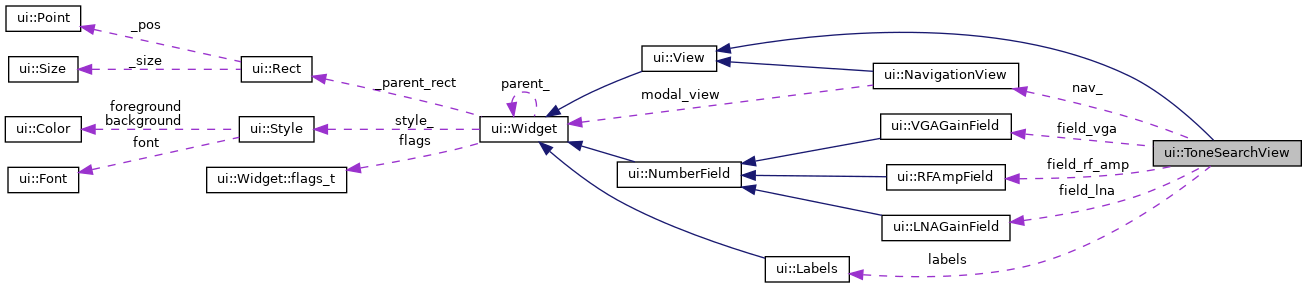 ui::Point
_pos
ui::Size
_size
ui::Rect
_parent_rect
foreground
background
ui::Color
ui::Style
style_
font
ui::Font
flags
ui::Widget::flags_t
parent_
ui::Widget
ui::View
modal_view
ui::NavigationView
nav_
ui::VGAGainField
field_vga
ui::NumberField
ui::RFAmpField
field_rf_amp
field_lna
ui::LNAGainField
ui::Labels
labels
ui::ToneSearchView